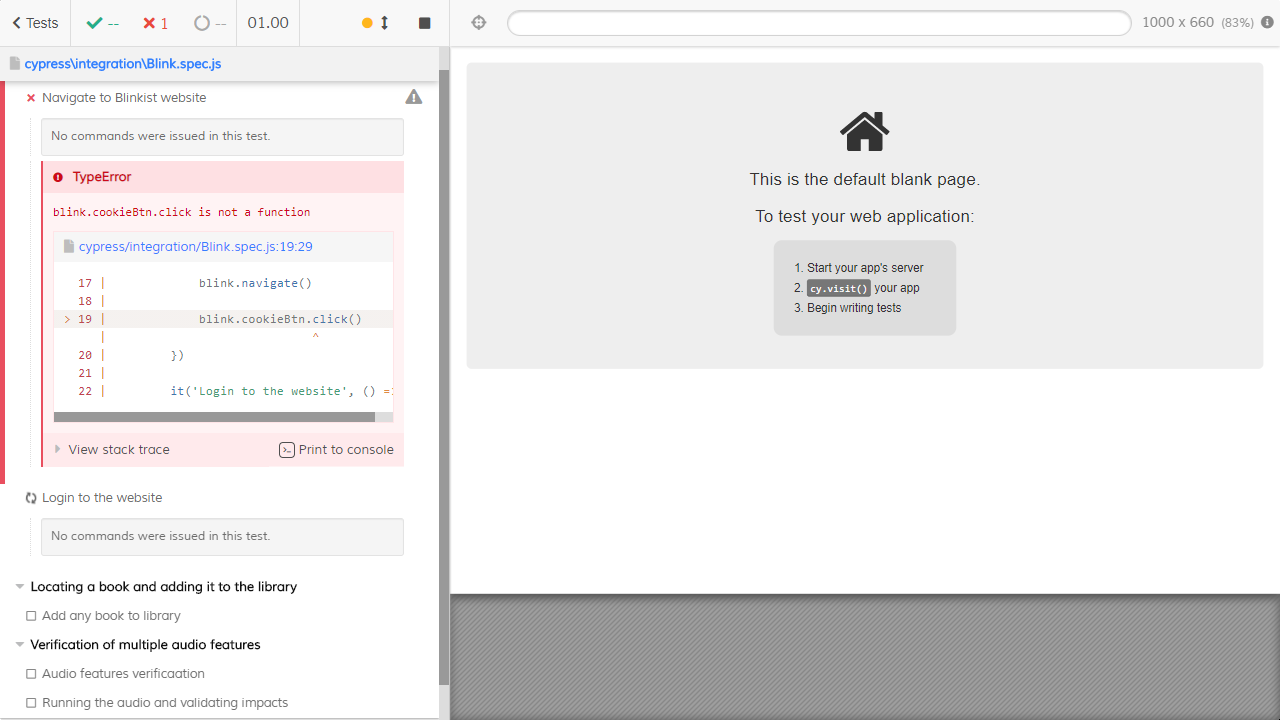 Tests
--
1
--
01.00
1000 x 660 (83%)
cypress\integration\Blink.spec.js
Navigate to Blinkist website
No commands were issued in this test.
TypeError
blink.cookieBtn.click is not a function
cypress/integration/Blink.spec.js:19:29
17 | blink.navigate()
18 |
> 19 | blink.cookieBtn.click()
| ^
20 | })
21 |
22 | it('Login to the website', () =
View stack trace
Print to console
Login to the website
No commands were issued in this test.
Locating a book and adding it to the library
Add any book to library
Verification of multiple audio features
Audio features verificaation
Running the audio and validating impacts
This is the default blank page.
To test your web application:
1. Start your app's server
2. cy.visit() your app
3. Begin writing tests